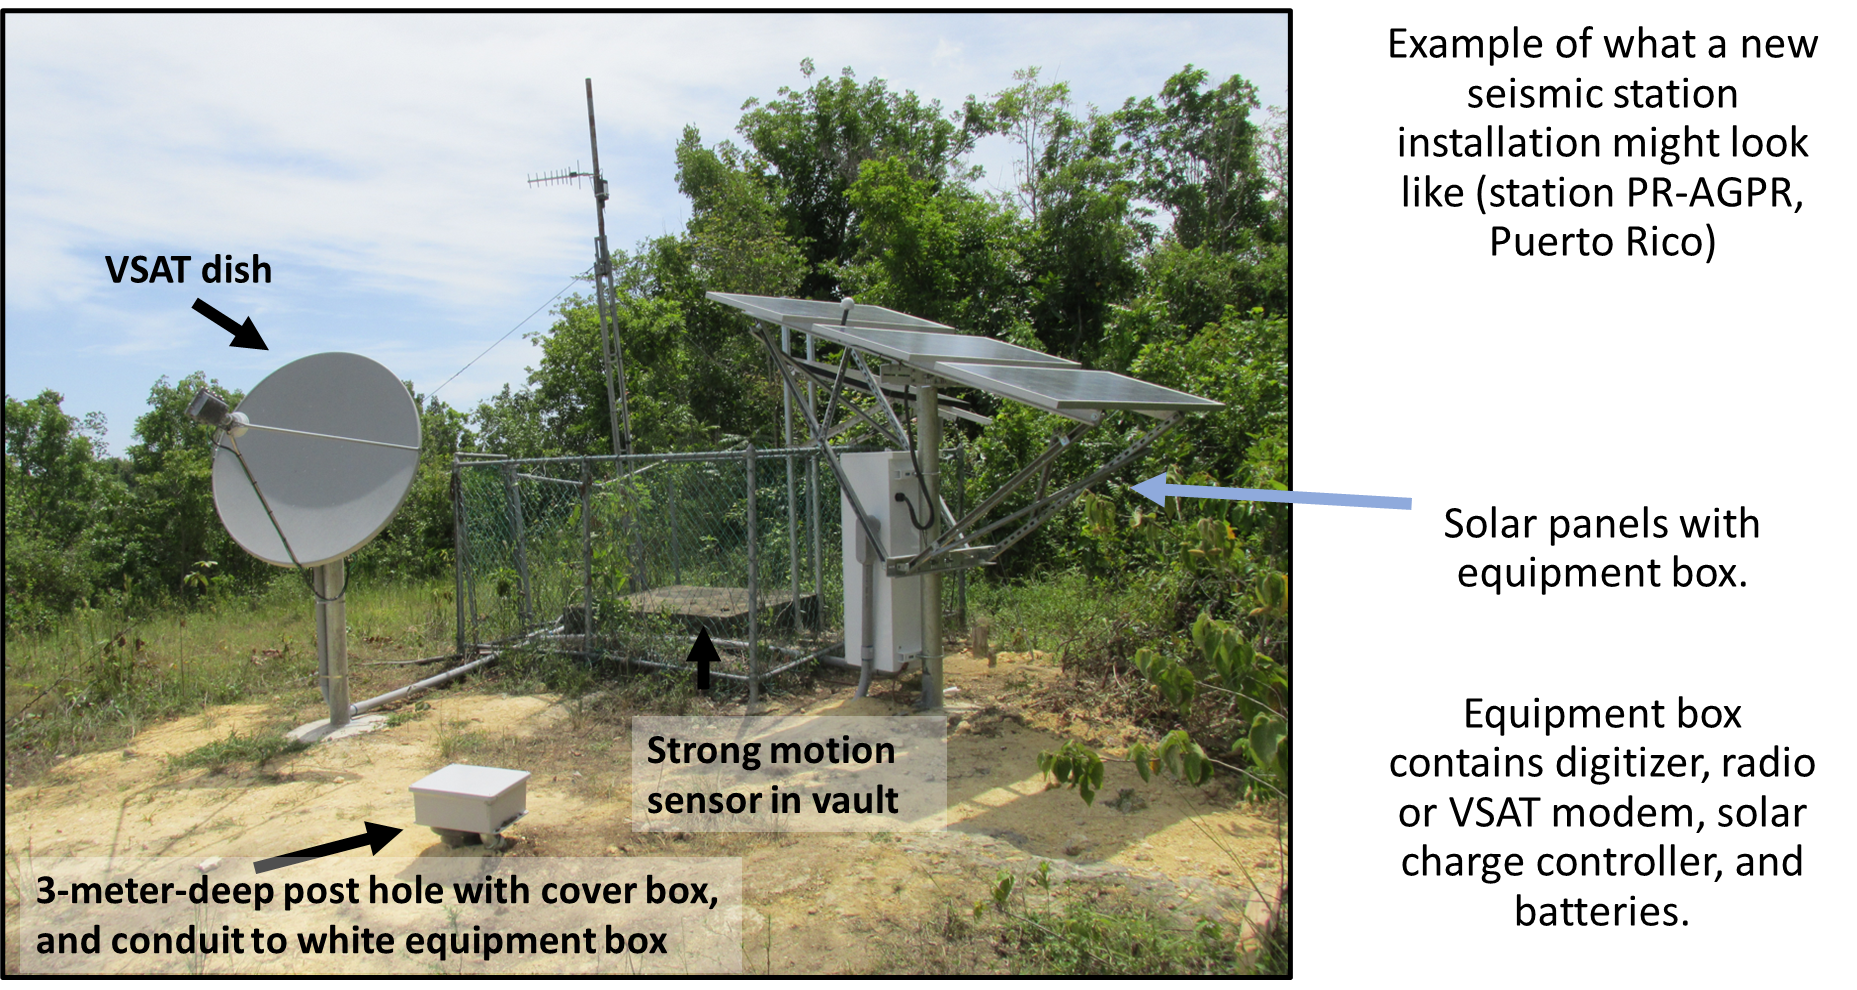 Example of what a new
seismic station
installation might look
like (station PR-AGPR,
Puerto Rico)
VSAT dish
Solar panels with
equipment box.
Strong motion
sensor in vault
Equipment box
contains digitizer, radio
or VSAT modem, solar
charge controller, and
batteries.
3-meter-deep post hole with cover box,
and conduit to white equipment box